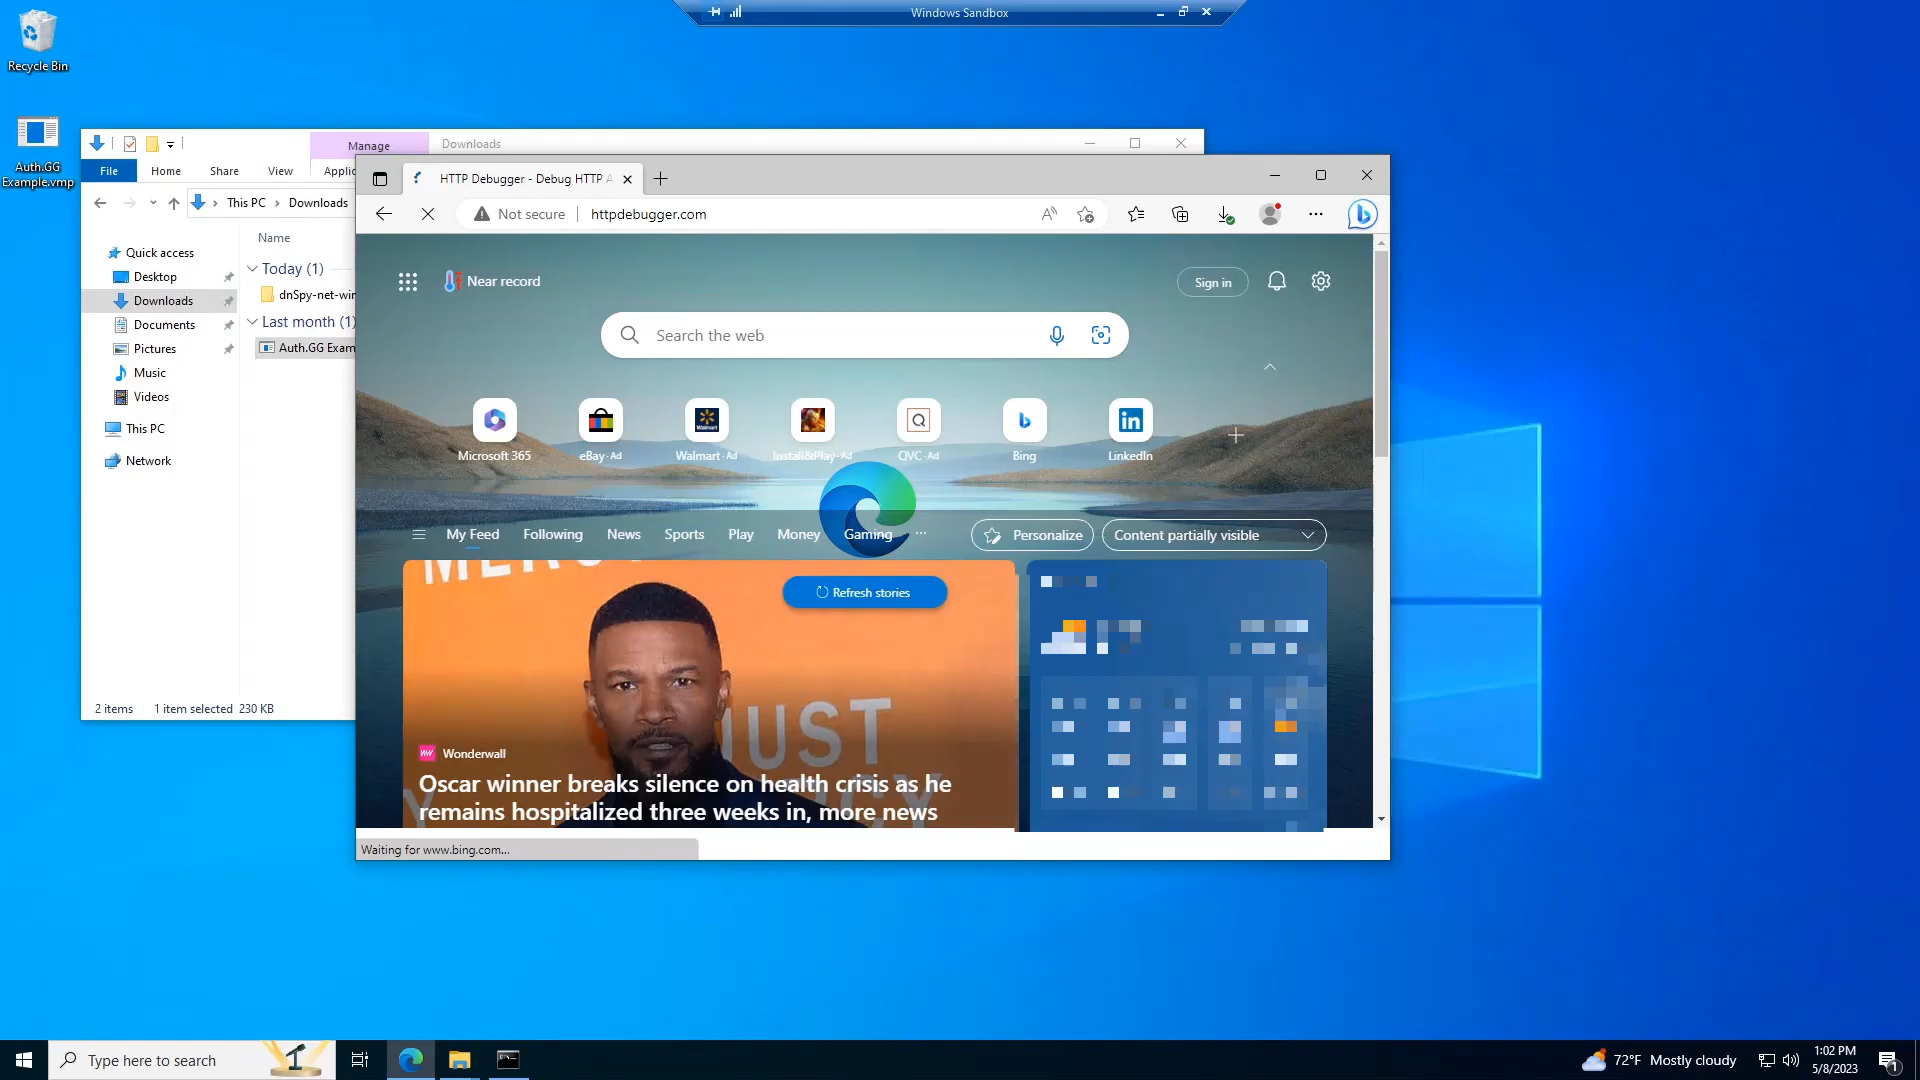 Windows Sandbox
Recycle Bin
Auth.GG
Example.vmp
Manage
Downloads
File
Home
Share
View
Applic
This PC
Downloads
Name
Quick access
Desktop
Downloads
Documents
Pictures
Music
Videos
This PC
Network
Today (1)
dnSpy-net-win
Last month (1)
Auth.GG Exam
2 items
1 item selected 230 KB
HTTP Debugger - Debug HTTP A
Not secure
httpdebugger.com
Near record
Sign in
Search the web
Microsoft 365
eBay · Ad
Walmart · Ad
Install&Play · Ad
QVC · Ad
Bing
LinkedIn
My Feed
Following
News
Sports
Play
Money
Gaming
Personalize
Content partially visible
Refresh stories
MUST
Wonderwall
Oscar winner breaks silence on health crisis as he
remains hospitalized three weeks in, more news
Waiting for www.bing.com...
Type here to search
72°F Mostly cloudy
1:02 PM
5/8/2023
1